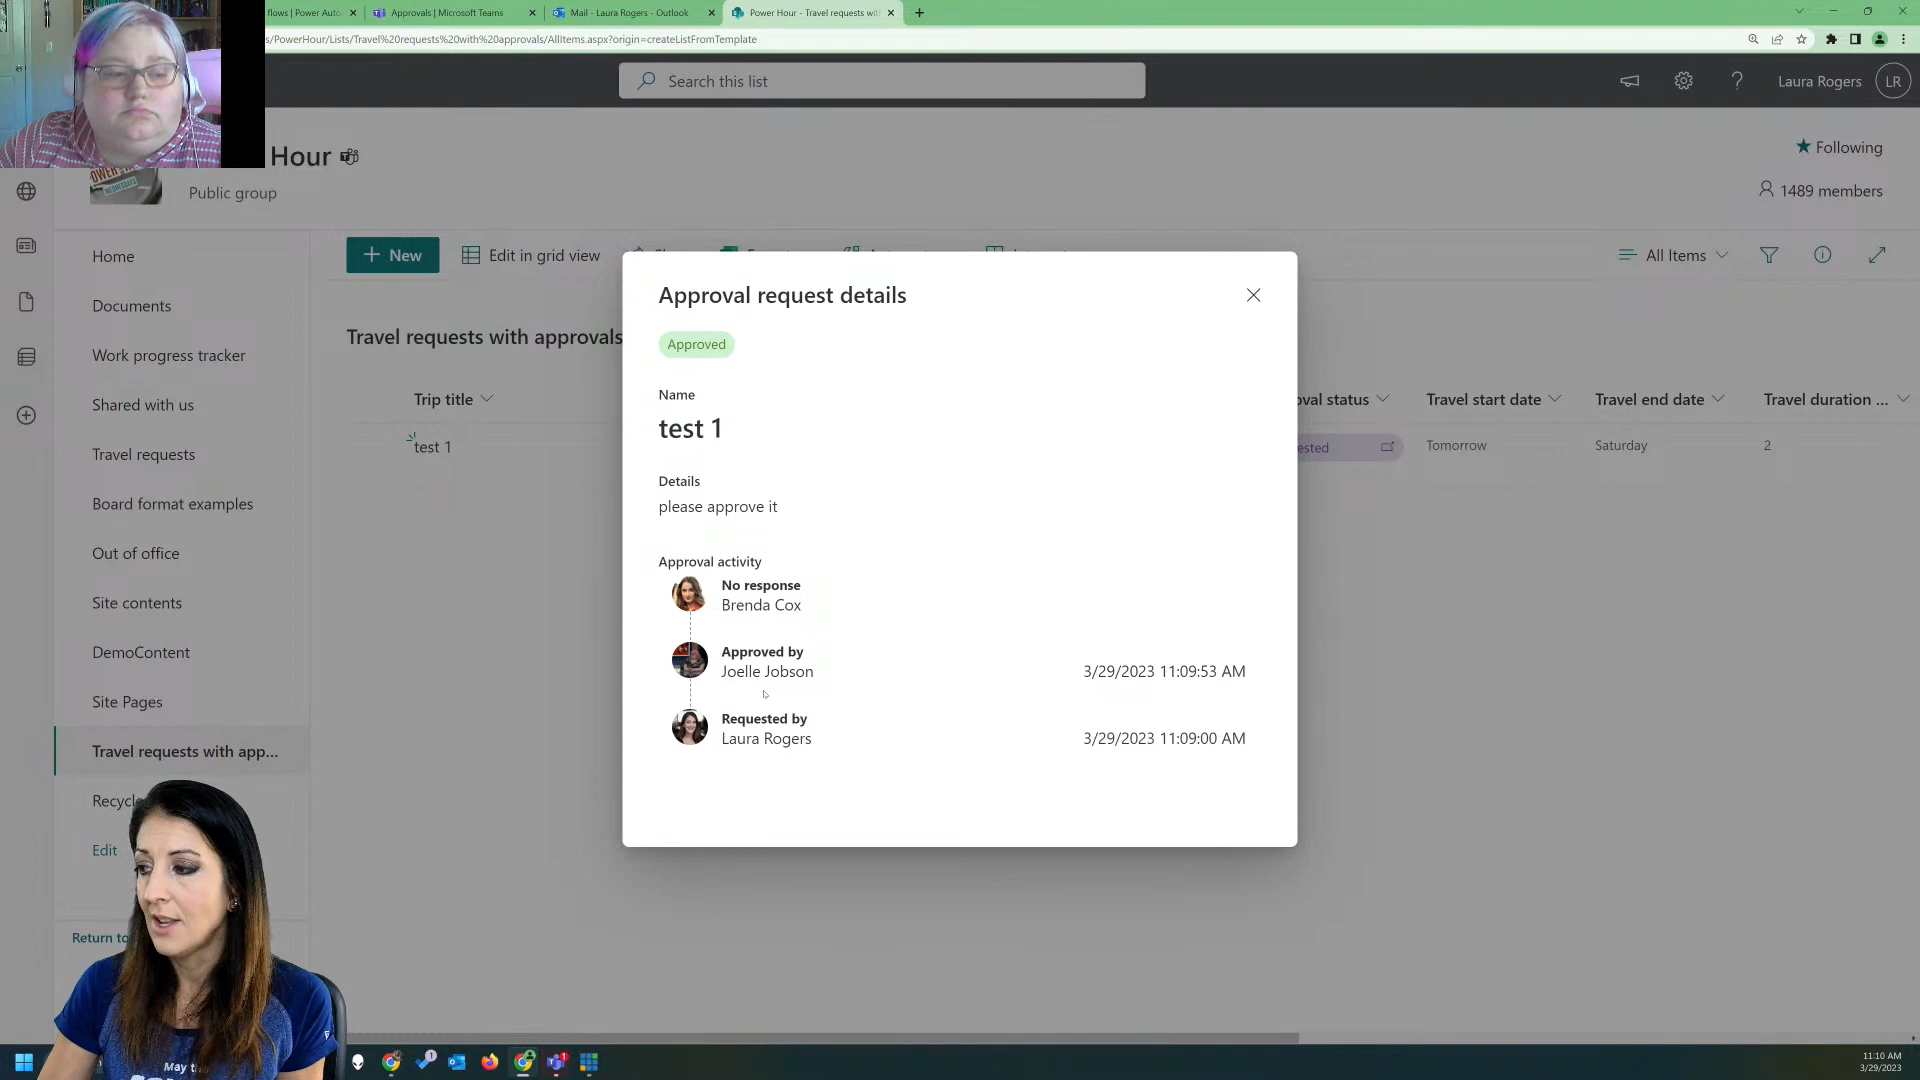 flows | Power Auto
Approvals | Microsoft Teams
Mail - Laura Rogers - Outlook
Power Hour - Travel requests wit
s/PowerHour/Lists/Travel%20requests%20with%20approvals/AllItems.aspx?origin=createListFromTemplate
Search this list
Laura Rogers
LR
Hour
Following
POWER
WEDNESDAYS
Public group
1489 members
Home
Documents
Work progress tracker
Shared with us
Travel requests
Board format examples
Out of office
Site contents
DemoContent
Site Pages
Travel requests with app...
Recycle
Edit
Return to
New
Edit in grid view
All Items
Travel requests with approvals
Trip title
oval status
Travel start date
Travel end date
Travel duration ...
test 1
ested
Tomorrow
Saturday
2
Approval request details
Approved
Name
test 1
Details
please approve it
Approval activity
No response
Brenda Cox
Approved by
Joelle Jobson
3/29/2023 11:09:53 AM
Requested by
Laura Rogers
3/29/2023 11:09:00 AM
May the
1
1
11:10 AM
3/29/2023